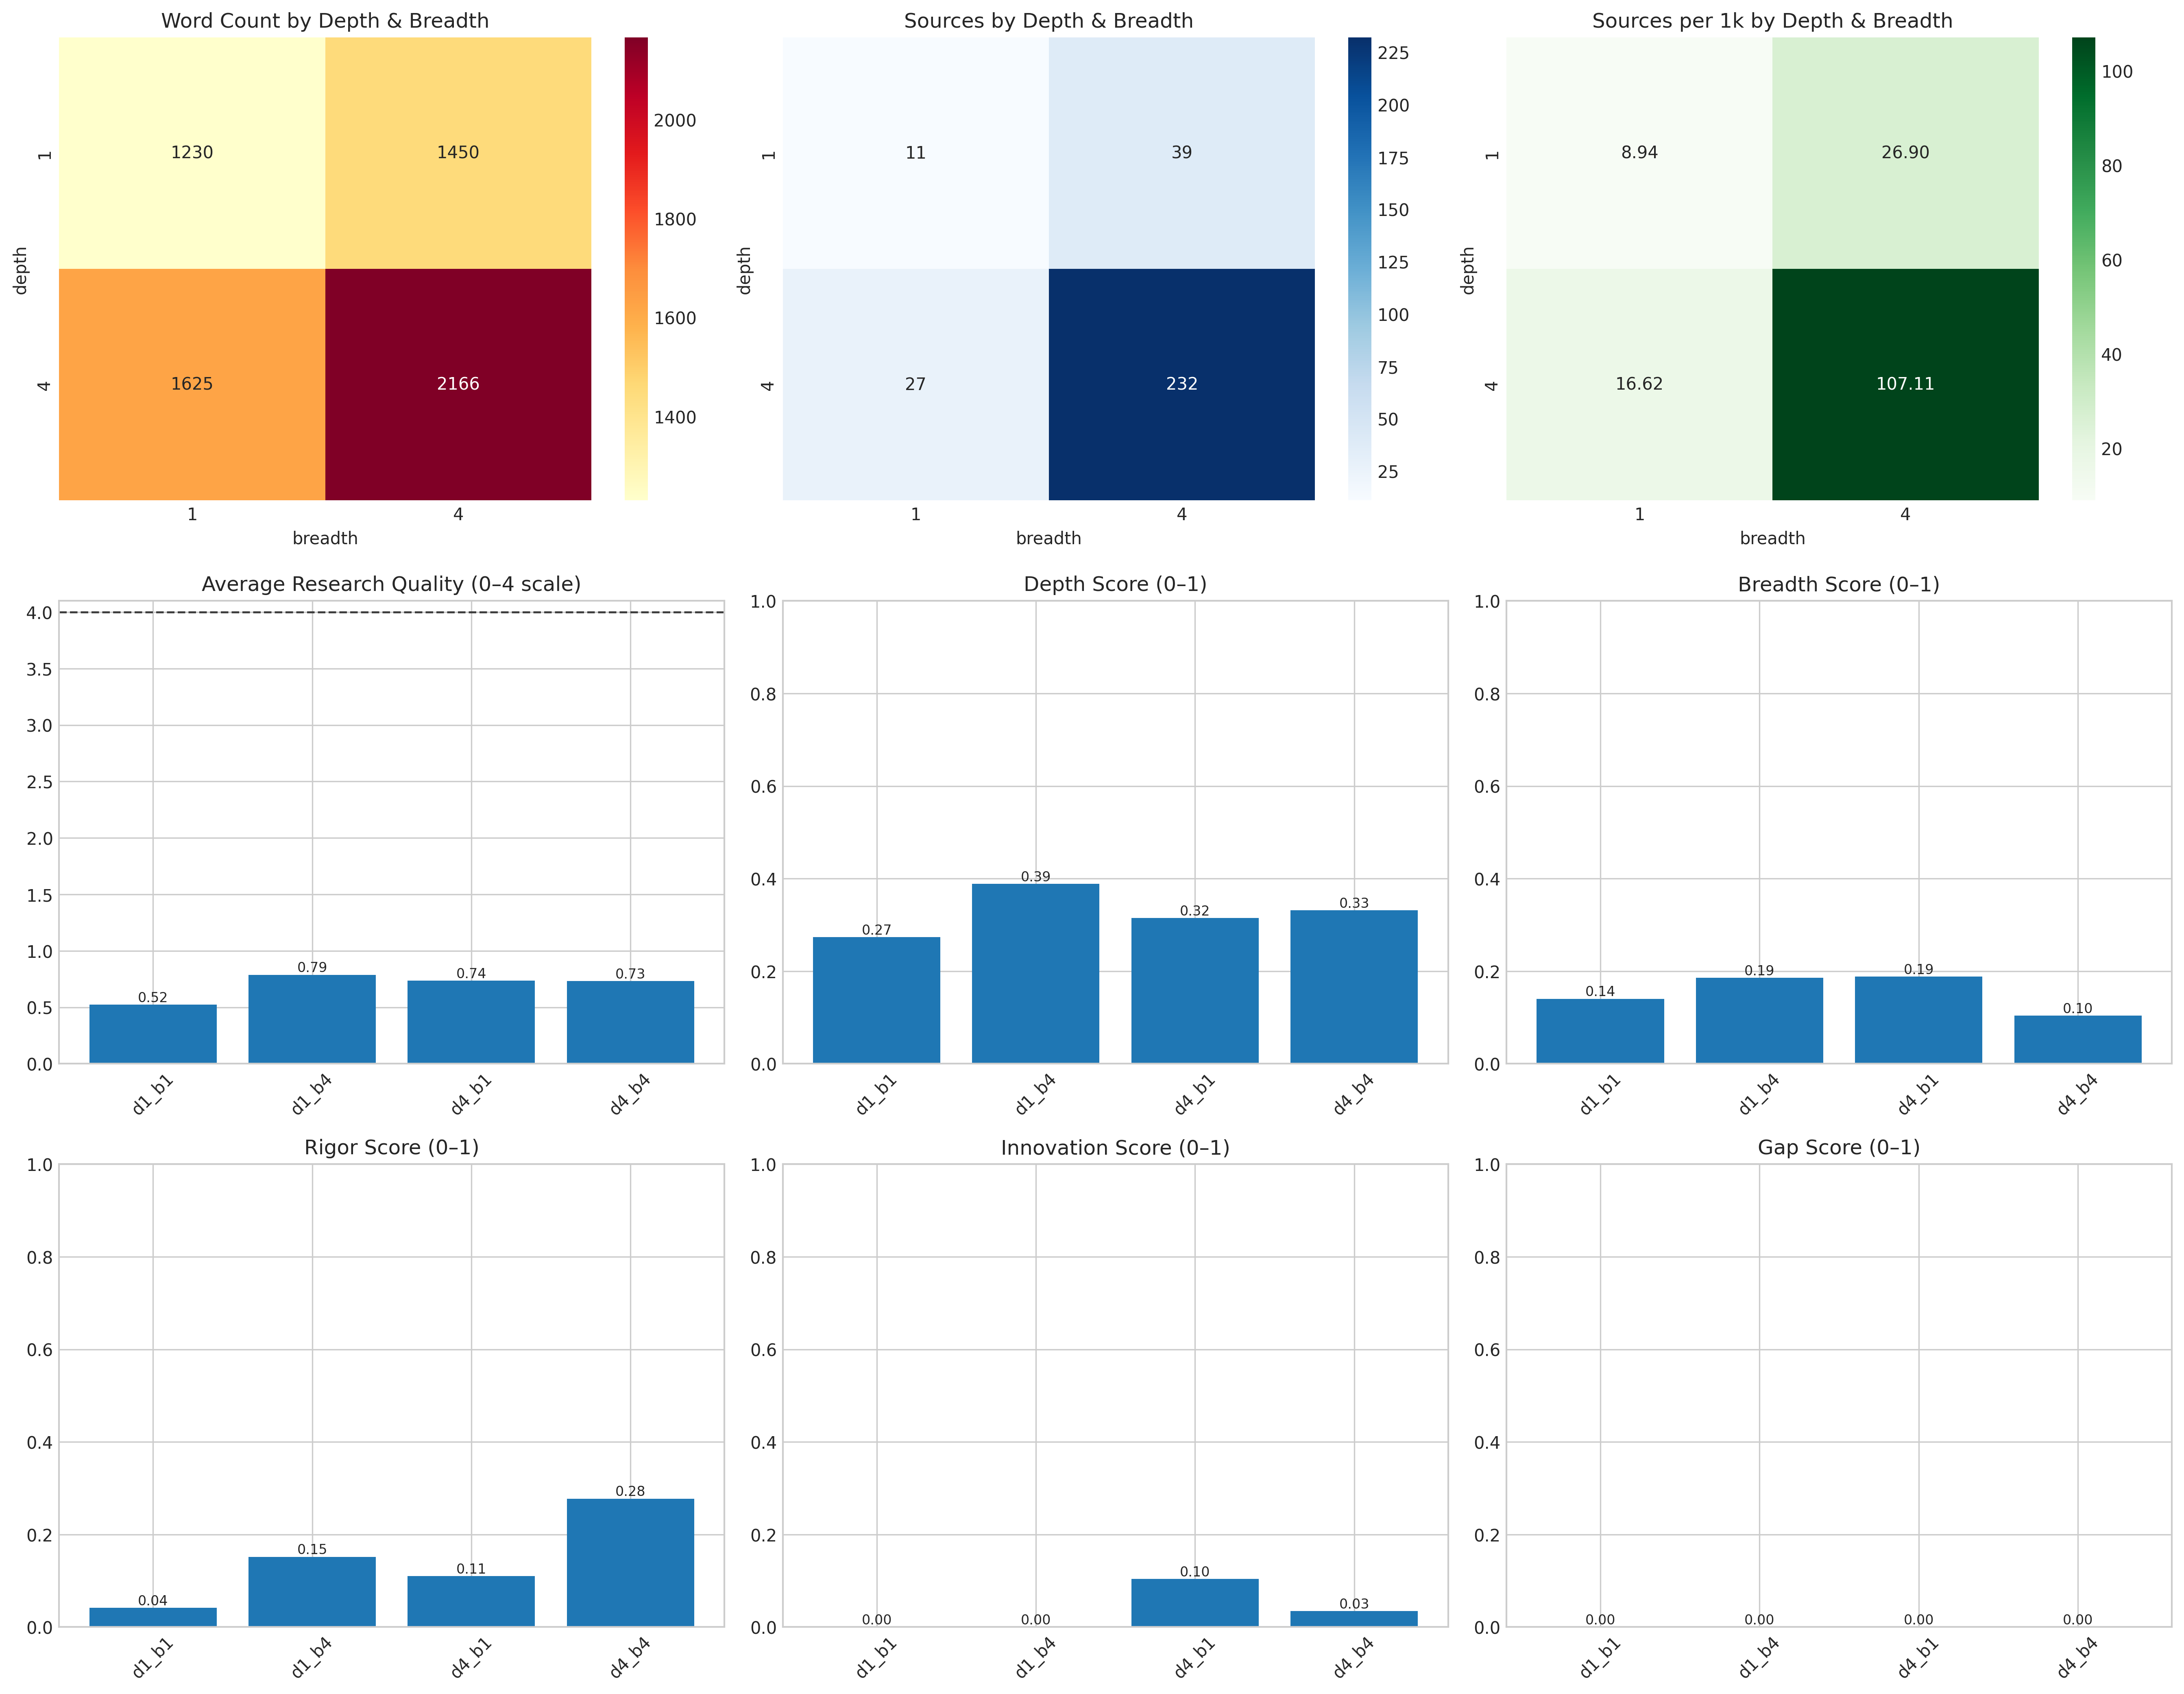 Word Count by Depth & Breadth
1230 1450
1625 2166
1
4
depth
1 4
breadth
2000
1800
1600
1400
Sources by Depth & Breadth
11 39
27 232
1
4
depth
1 4
breadth
225
200
175
150
125
100
75
50
25
Sources per 1k by Depth & Breadth
8.94 26.90
16.62 107.11
1
4
depth
1 4
breadth
100
80
60
40
20
Average Research Quality (0–4 scale)
4.0
3.5
3.0
2.5
2.0
1.5
1.0
0.5
0.0
0.52 0.79 0.74 0.73
d1_b1 d1_b4 d4_b1 d4_b4
Depth Score (0–1)
1.0
0.8
0.6
0.4
0.2
0.0
0.27 0.39 0.32 0.33
d1_b1 d1_b4 d4_b1 d4_b4
Breadth Score (0–1)
1.0
0.8
0.6
0.4
0.2
0.0
0.14 0.19 0.19 0.10
d1_b1 d1_b4 d4_b1 d4_b4
Rigor Score (0–1)
1.0
0.8
0.6
0.4
0.2
0.0
0.04 0.15 0.11 0.28
d1_b1 d1_b4 d4_b1 d4_b4
Innovation Score (0–1)
1.0
0.8
0.6
0.4
0.2
0.0
0.00 0.00 0.10 0.03
d1_b1 d1_b4 d4_b1 d4_b4
Gap Score (0–1)
1.0
0.8
0.6
0.4
0.2
0.0
0.00 0.00 0.00 0.00
d1_b1 d1_b4 d4_b1 d4_b4